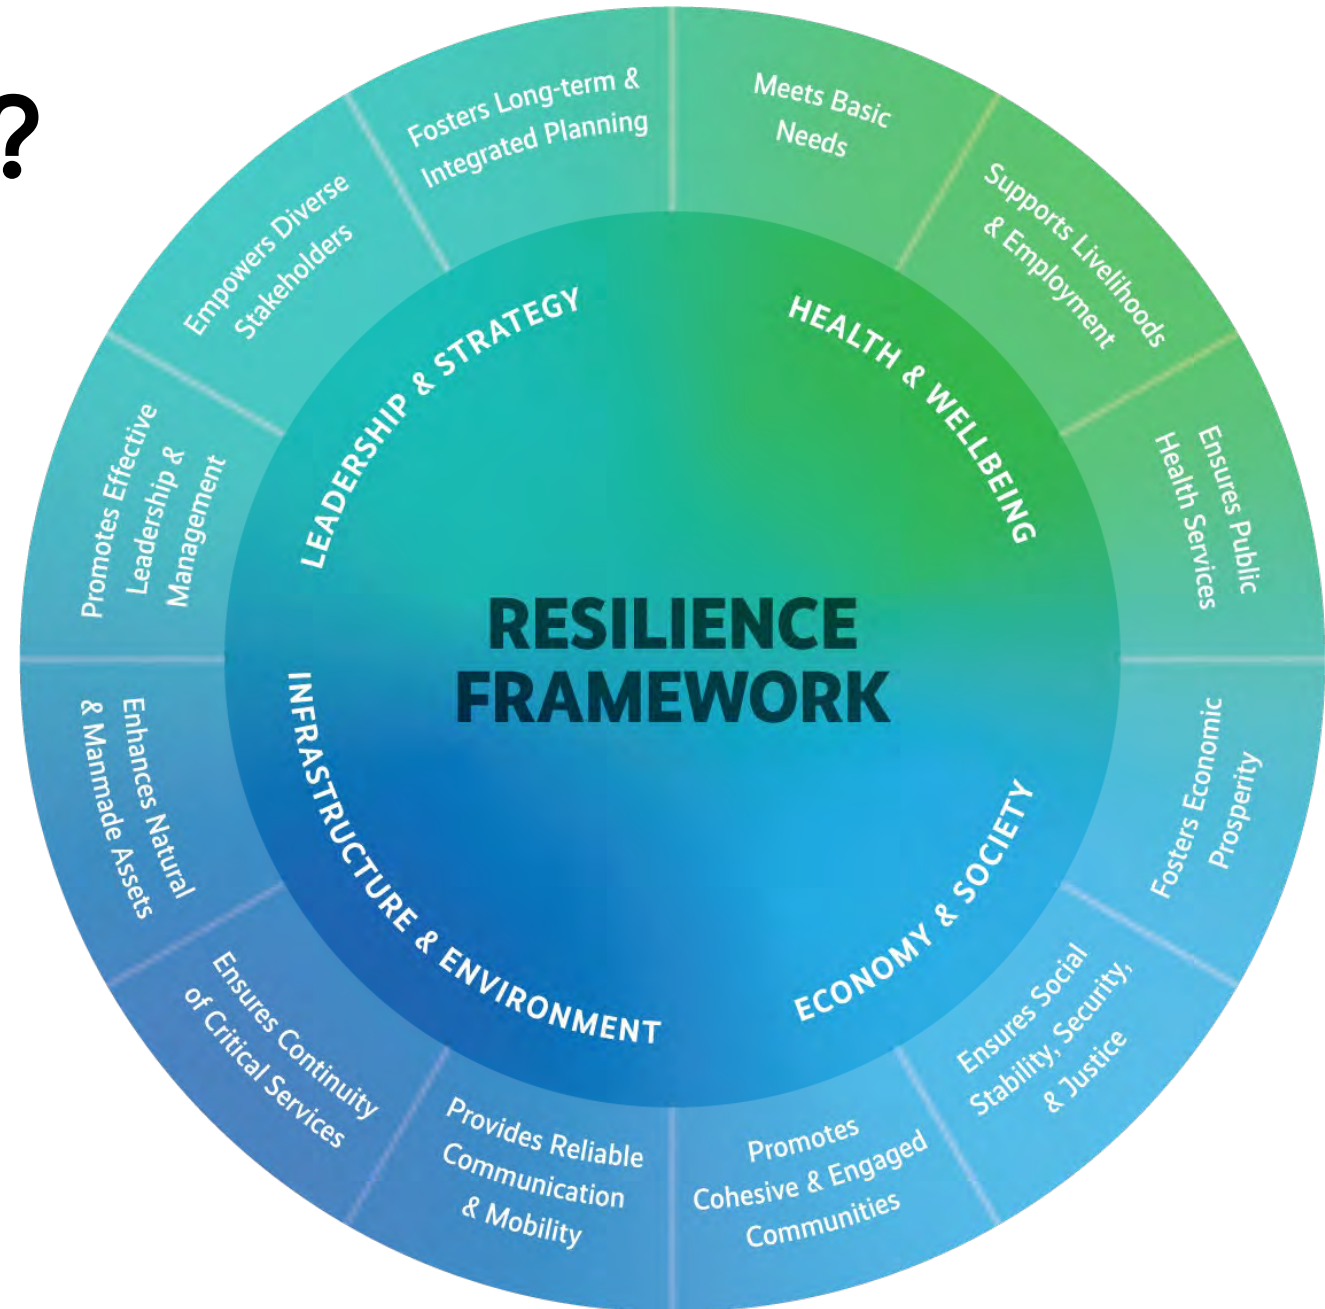 ?
RESILIENCE
FRAMEWORK
HEALTH & WELLBEING
Meets Basic
Needs
Supports Livelihoods
& Employment
Ensures Public
Health Services
ECONOMY & SOCIETY
Fosters Economic
Prosperity
Ensures Social
Stability, Security,
& Justice
Promotes
Cohesive & Engaged
Communities
INFRASTRUCTURE & ENVIRONMENT
Provides Reliable
Communication
& Mobility
Ensures Continuity
of Critical Services
Enhances Natural
& Manmade Assets
LEADERSHIP & STRATEGY
Promotes Effective
Leadership &
Management
Empowers Diverse
Stakeholders
Fosters Long-term &
Integrated Planning